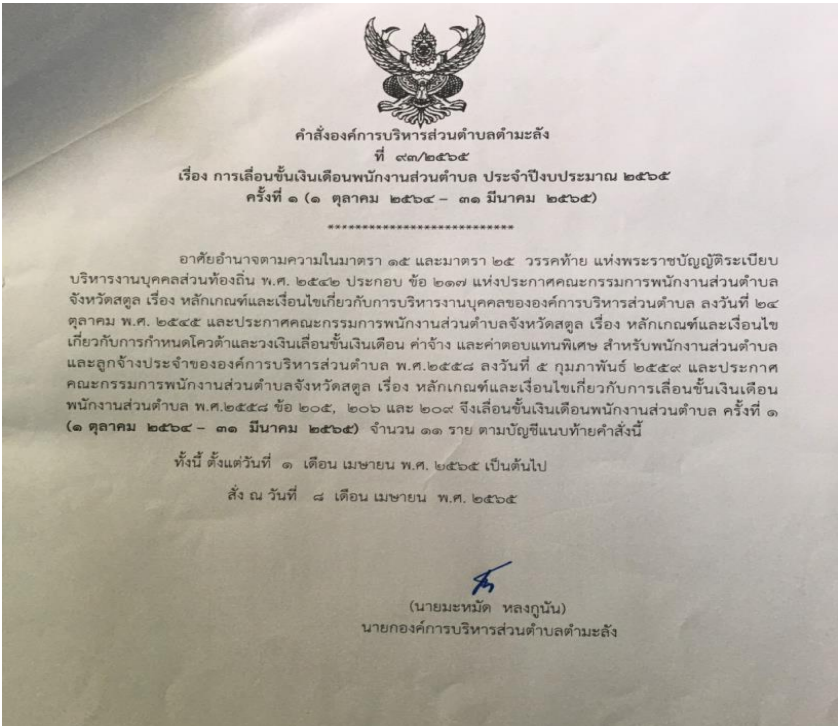 คำสั่งองค์การบริหารส่วนตำบลตำมะลัง
ที่ ๙๓/๒๕๖๕
เรื่อง การเลื่อนขั้นเงินเดือนพนักงานส่วนตำบล ประจำปีงบประมาณ ๒๕๖๕
ครั้งที่ ๑ (๑ ตุลาคม ๒๕๖๔ – ๓๑ มีนาคม ๒๕๖๕)
***************************
อาศัยอำนาจตามความในมาตรา ๑๕ และมาตรา ๒๕ วรรคท้าย แห่งพระราชบัญญัติระเบียบ
บริหารงานบุคคลส่วนท้องถิ่น พ.ศ. ๒๕๔๒ ประกอบ ข้อ ๒๑๗ แห่งประกาศคณะกรรมการพนักงานส่วนตำบล
จังหวัดสตูล เรื่อง หลักเกณฑ์และเงื่อนไขเกี่ยวกับการบริหารงานบุคคลขององค์การบริหารส่วนตำบล ลงวันที่ ๒๔
ตุลาคม พ.ศ. ๒๕๔๕ และประกาศคณะกรรมการพนักงานส่วนตำบลจังหวัดสตูล เรื่อง หลักเกณฑ์และเงื่อนไข
เกี่ยวกับการกำหนดโควต้าและวงเงินเลื่อนขั้นเงินเดือน ค่าจ้าง และค่าตอบแทนพิเศษ สำหรับพนักงานส่วนตำบล
และลูกจ้างประจำขององค์การบริหารส่วนตำบล พ.ศ.๒๕๕๘ ลงวันที่ ๕ กุมภาพันธ์ ๒๕๕๙ และประกาศ
คณะกรรมการพนักงานส่วนตำบลจังหวัดสตูล เรื่อง หลักเกณฑ์และเงื่อนไขเกี่ยวกับการเลื่อนขั้นเงินเดือน
พนักงานส่วนตำบล พ.ศ.๒๕๕๘ ข้อ ๒๐๕, ๒๐๖ และ ๒๐๙ จึงเลื่อนขั้นเงินเดือนพนักงานส่วนตำบล ครั้งที่ ๑
(๑ ตุลาคม ๒๕๖๔ – ๓๑ มีนาคม ๒๕๖๕) จำนวน ๑๑ ราย ตามบัญชีแนบท้ายคำสั่งนี้
ทั้งนี้ ตั้งแต่วันที่ ๑ เดือน เมษายน พ.ศ. ๒๕๖๕ เป็นต้นไป
สั่ง ณ วันที่ ๘ เดือน เมษายน พ.ศ. ๒๕๖๕
(นายมะหมัด หลงกูนัน)
นายกองค์การบริหารส่วนตำบลตำมะลัง